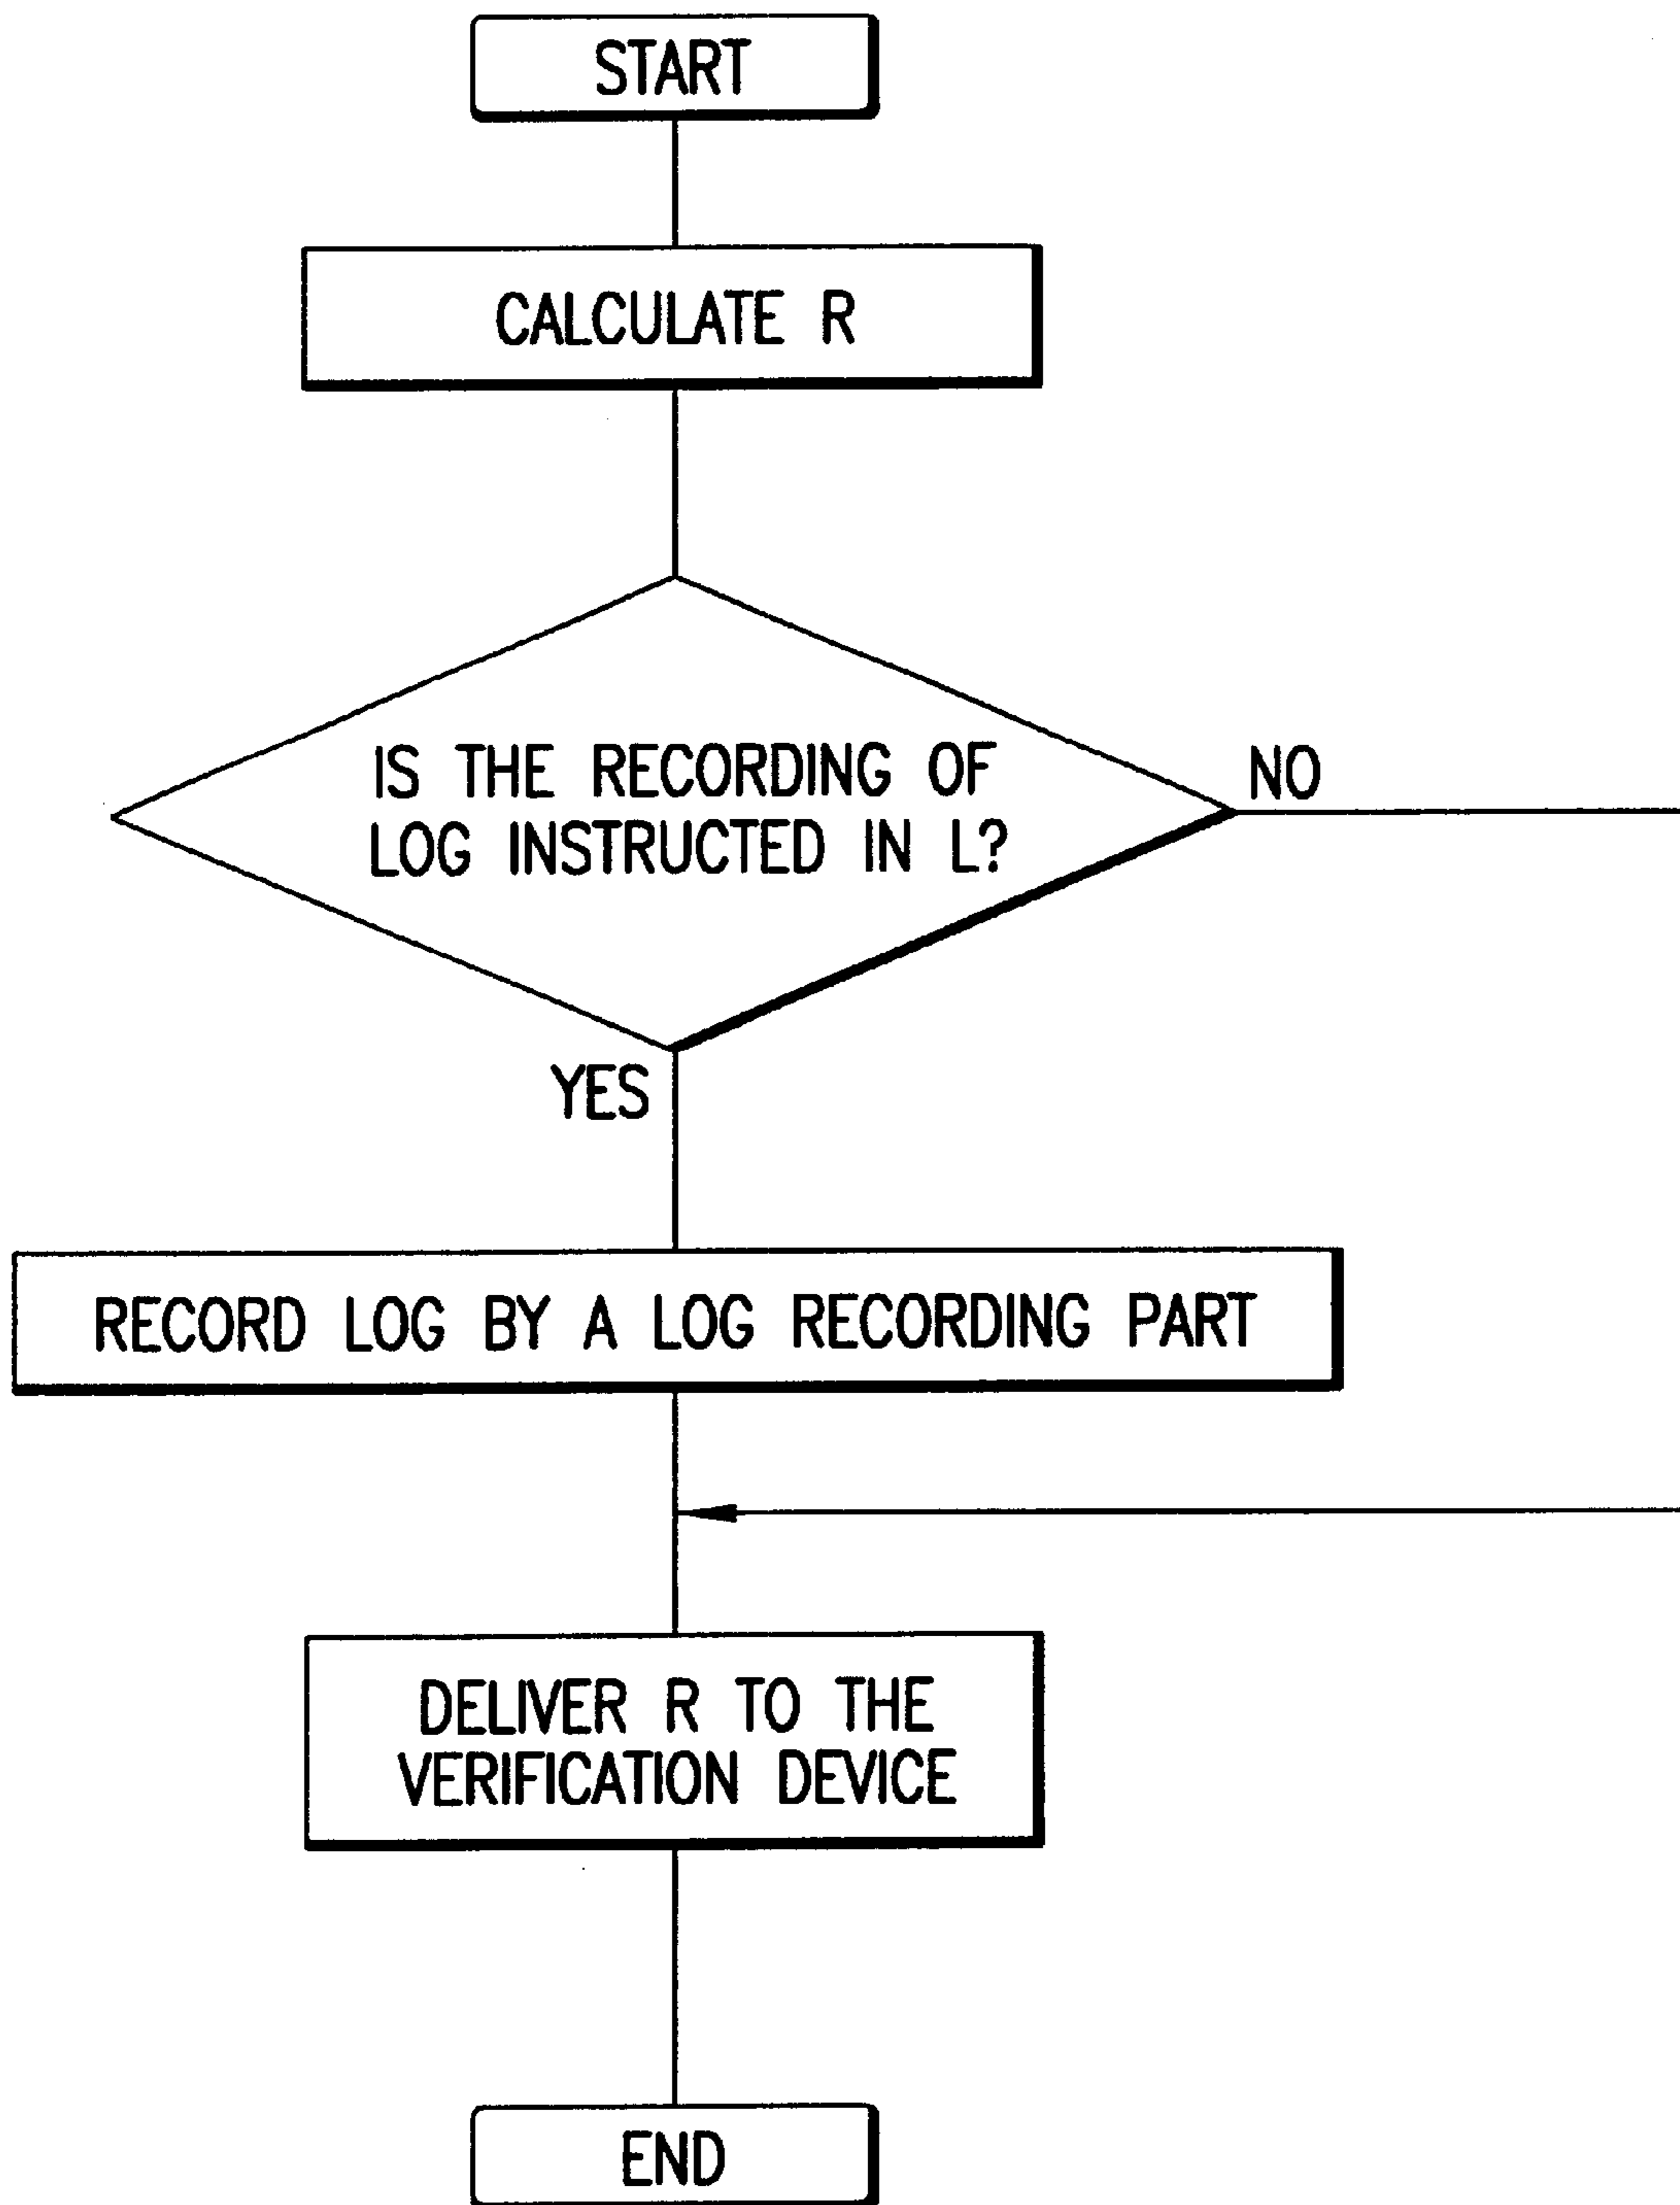 START
CALCULATE R
IS THE RECORDING OF
LOG INSTRUCTED IN L?
NO
YES
RECORD LOG BY A LOG RECORDING PART
DELIVER R TO THE
VERIFICATION DEVICE
END